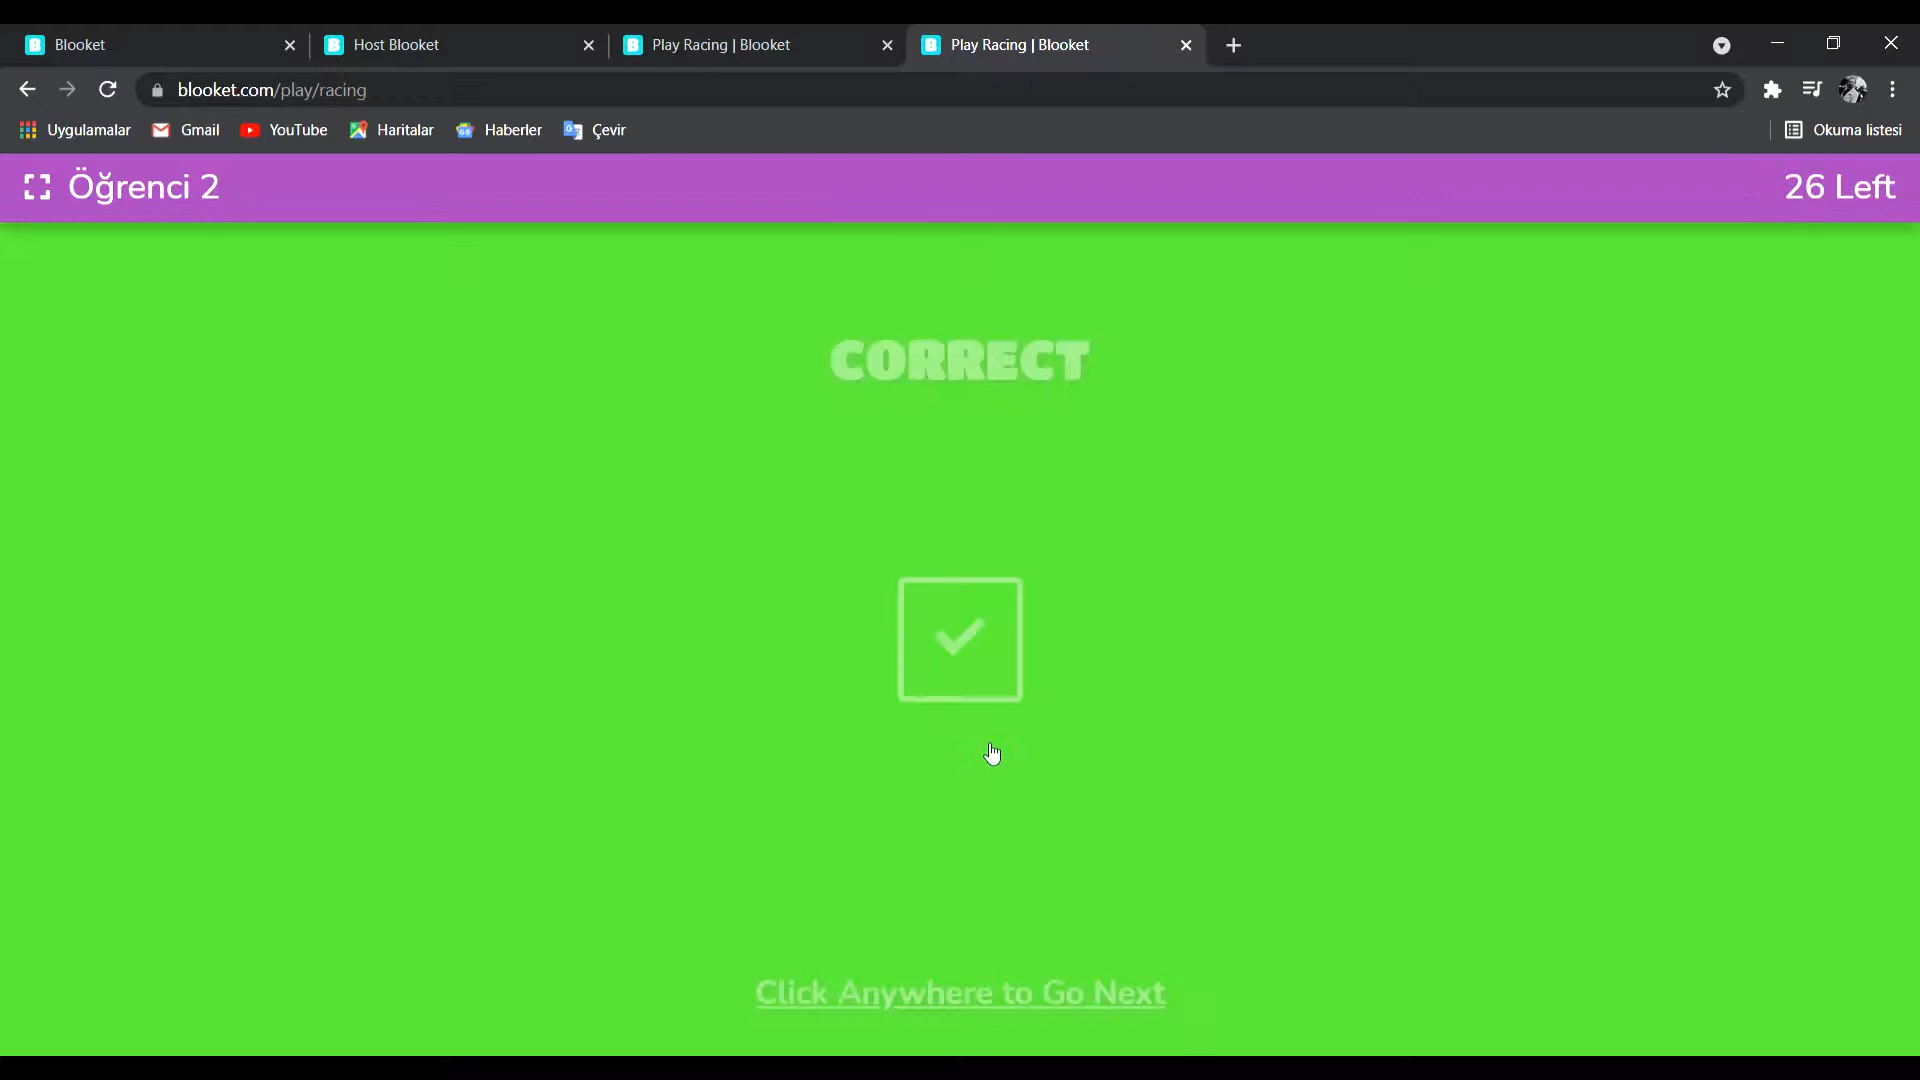 Blooket
Host Blooket
Play Racing | Blooket
Play Racing | Blooket
blooket.com/play/racing
Uygulamalar
Gmail
YouTube
Haritalar
Haberler
Çevir
Okuma listesi
Öğrenci 2
26 Left
CORRECT
Click Anywhere to Go Next